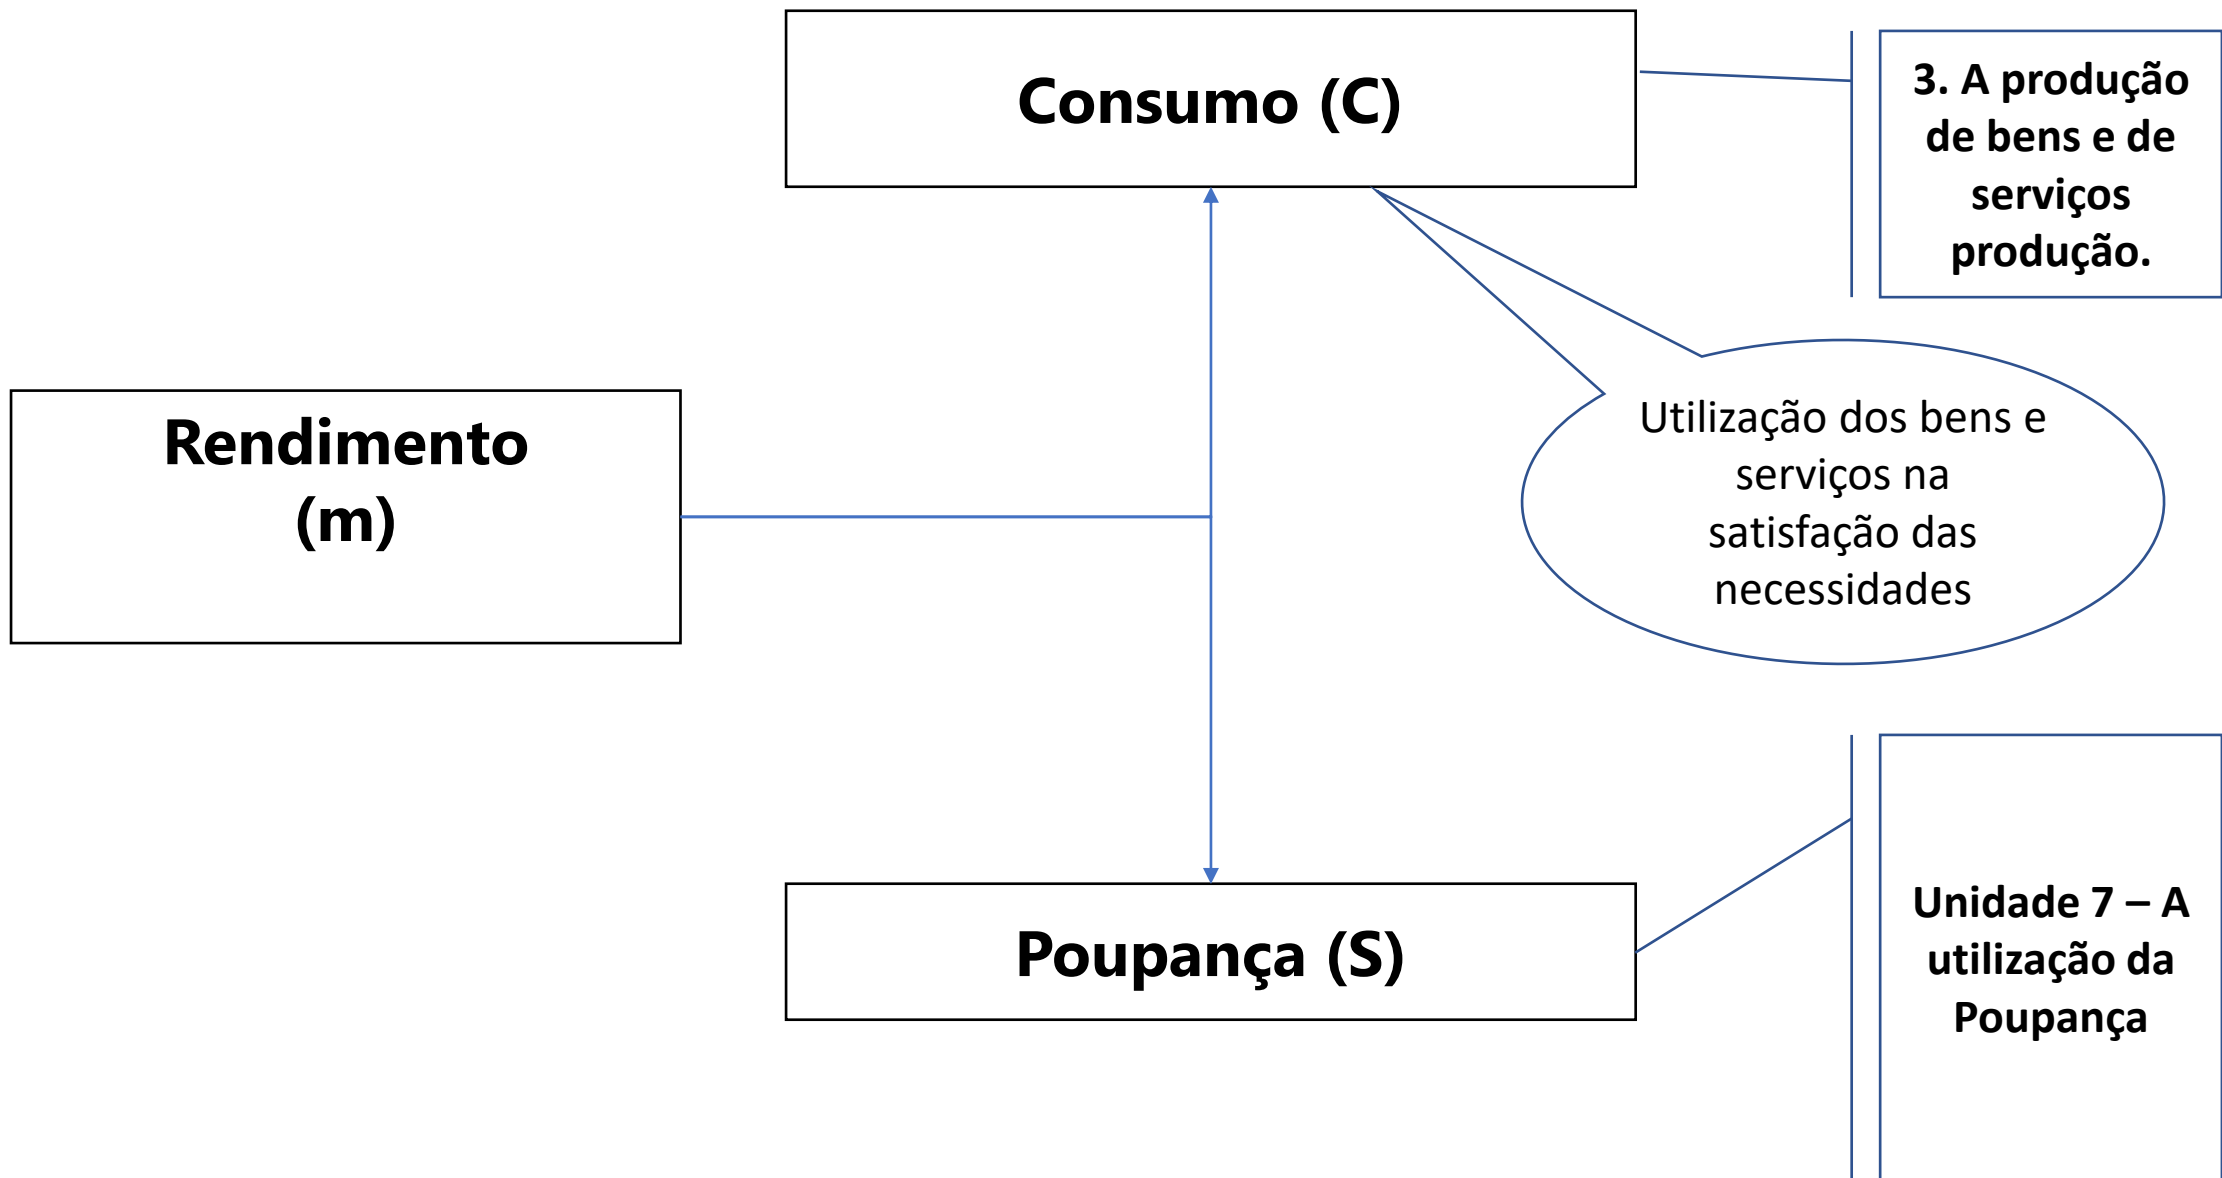 Consumo (C)
3. A produção
de bens e de
serviços
produção.
Utilização dos bens e
serviços na
satisfação das
necessidades
Rendimento
(m)
Poupança (S)
Unidade 7 – A
utilização da
Poupança